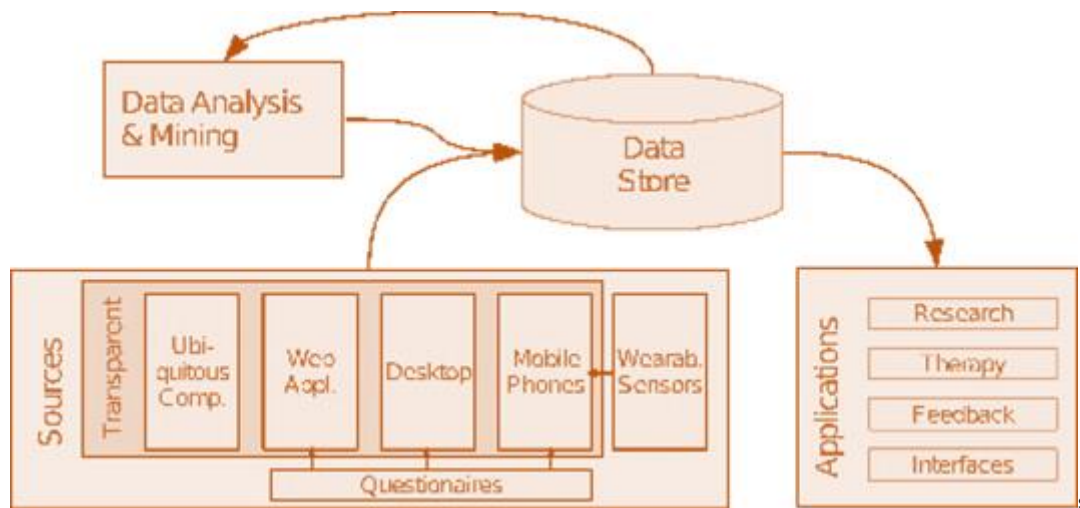 Data Analysis
& Mining
Data
Store
Sources
Transparent
Ubi-
quitous
Comp.
Web
Appl.
Desktop
Mobile
Phones
Wearab.
Sensors
Questionaires
Applications
Research
Therapy
Feedback
Interfaces